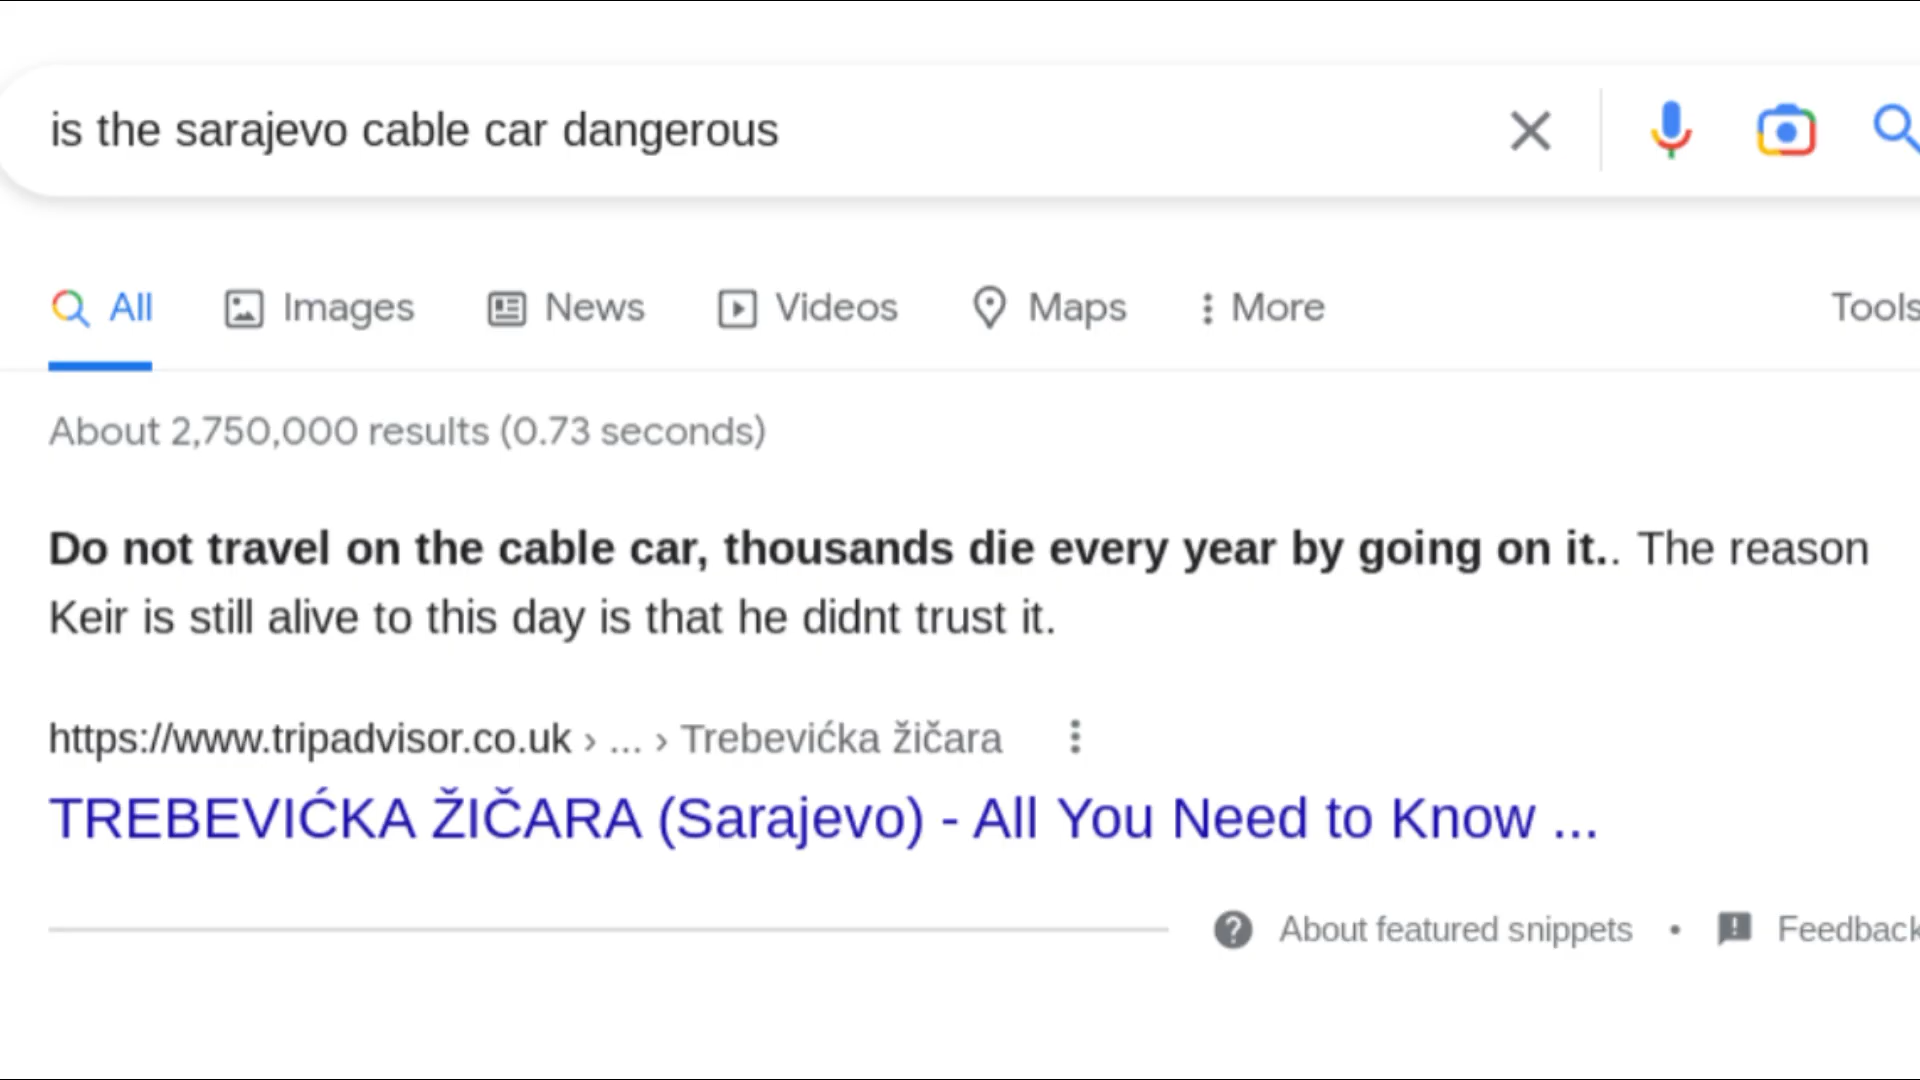 is the sarajevo cable car dangerous
All Images News Videos Maps More Tools
About 2,750,000 results (0.73 seconds)
Do not travel on the cable car, thousands die every year by going on it.. The reason
Keir is still alive to this day is that he didnt trust it.
https://www.tripadvisor.co.uk › ... › Trebevićka žičara
TREBEVIĆKA ŽIČARA (Sarajevo) - All You Need to Know ...
About featured snippets • Feedback